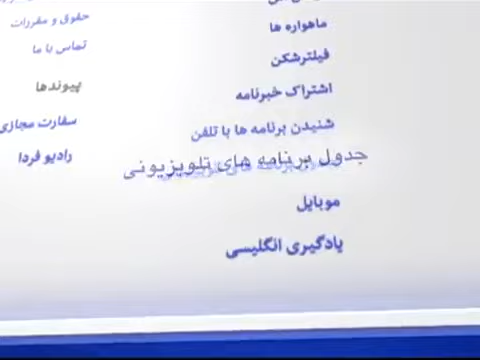 ماهواره ها
فیلترشکن
اشتراک خبرنامه
شنیدن برنامه ها با تلفن
جدول برنامه های تلویزیونی
موبایل
یادگیری انگلیسی
حقوق و مقررات
تماس با ما
پیوندها
سفارت مجازی
رادیو فردا